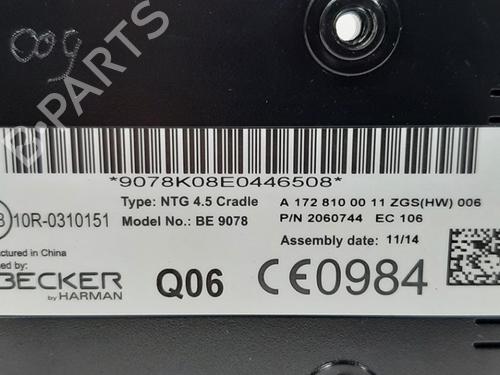 009
B-PARTS
*9078K08E0446508*
Type: NTG 4.5 Cradle A 172 810 00 11 ZGS(HW) 006
10R-0310151 Model No.: BE 9078 P/N 2060744 EC 106
nufactured in China Assembly date: 11/14
ed by:
BECKER Q06 CE0984
by HARMAN